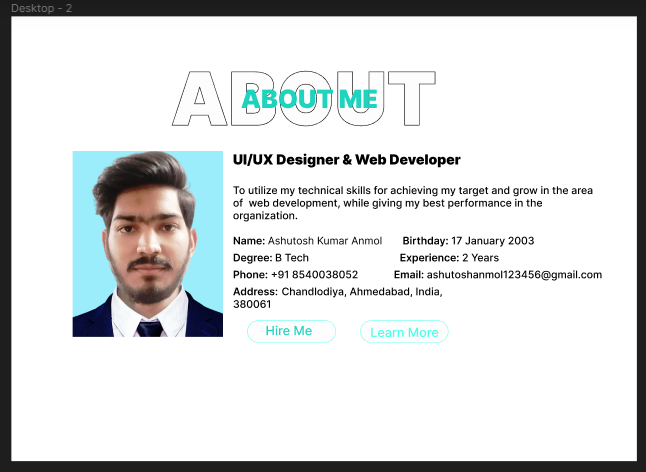 Desktop - 2
ABOUT
ABOUT ME
UI/UX Designer & Web Developer
To utilize my technical skills for achieving my target and grow in the area
of  web development, while giving my best performance in the
organization.
Name: Ashutosh Kumar Anmol Birthday: 17 January 2003
Degree: B Tech Experience: 2 Years
Phone: +91 8540038052 Email: ashutoshanmol123456@gmail.com
Address: Chandlodiya, Ahmedabad, India,
380061
Hire Me Learn More